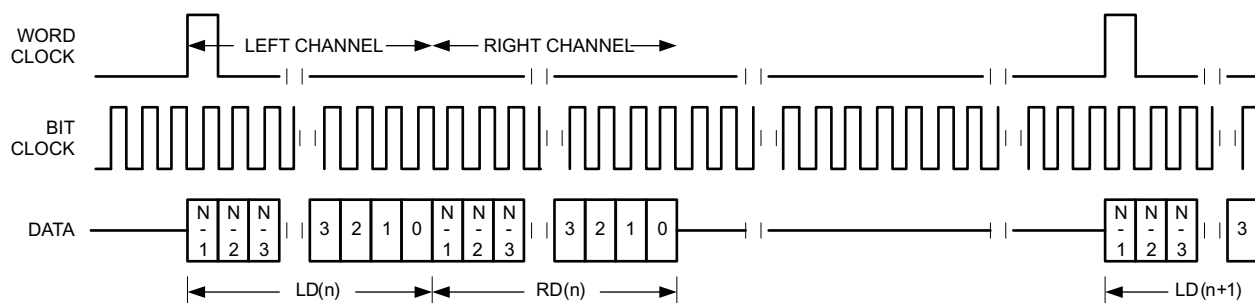 WORD
CLOCK
LEFT CHANNEL
RIGHT CHANNEL
BIT
CLOCK
DATA
N
-
1
N
-
2
N
-
3
3 2 1 0
N
-
1
N
-
2
N
-
3
3 2 1 0
N
-
1
N
-
2
N
-
3
3
LD(n)
RD(n)
LD(n+1)